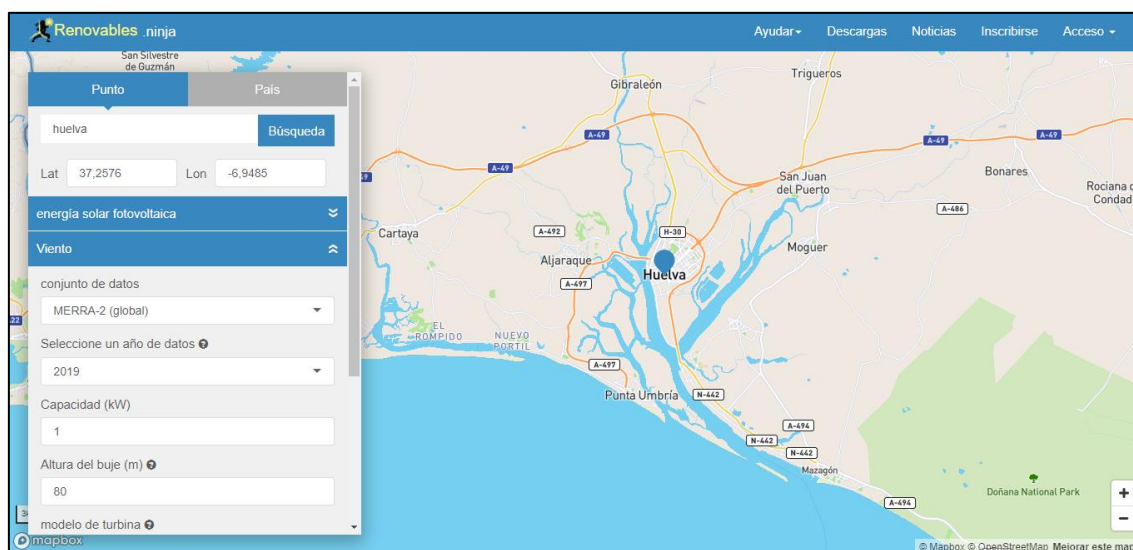 Renovables .ninja
Ayudar Descargas Noticias Inscribirse Acceso
Punto País
huelva Búsqueda
Lat 37,2576 Lon -6,9485
energía solar fotovoltaica
Viento
conjunto de datos
MERRA-2 (global)
Seleccione un año de datos
2019
Capacidad (kW)
1
Altura del buje (m)
80
modelo de turbina
San Silvestre
de Guzmán
Gibraleón
Trigueros
A-49
A-49
A-49
49
San Juan
del Puerto
Bonares
Rociana
Condad
A-486
Cartaya
A-492
H-30
Aljaraque
Moguer
Huelva
A-497
22
EL
ROMPIDO
NUEVO
PORTIL
A-497
Punta Umbría
N-442
A-494
N-442
N-442
Mazagón
A-494
Doñana National Park
+
−
mapbox
© Mapbox © OpenStreetMap Mejorar este map